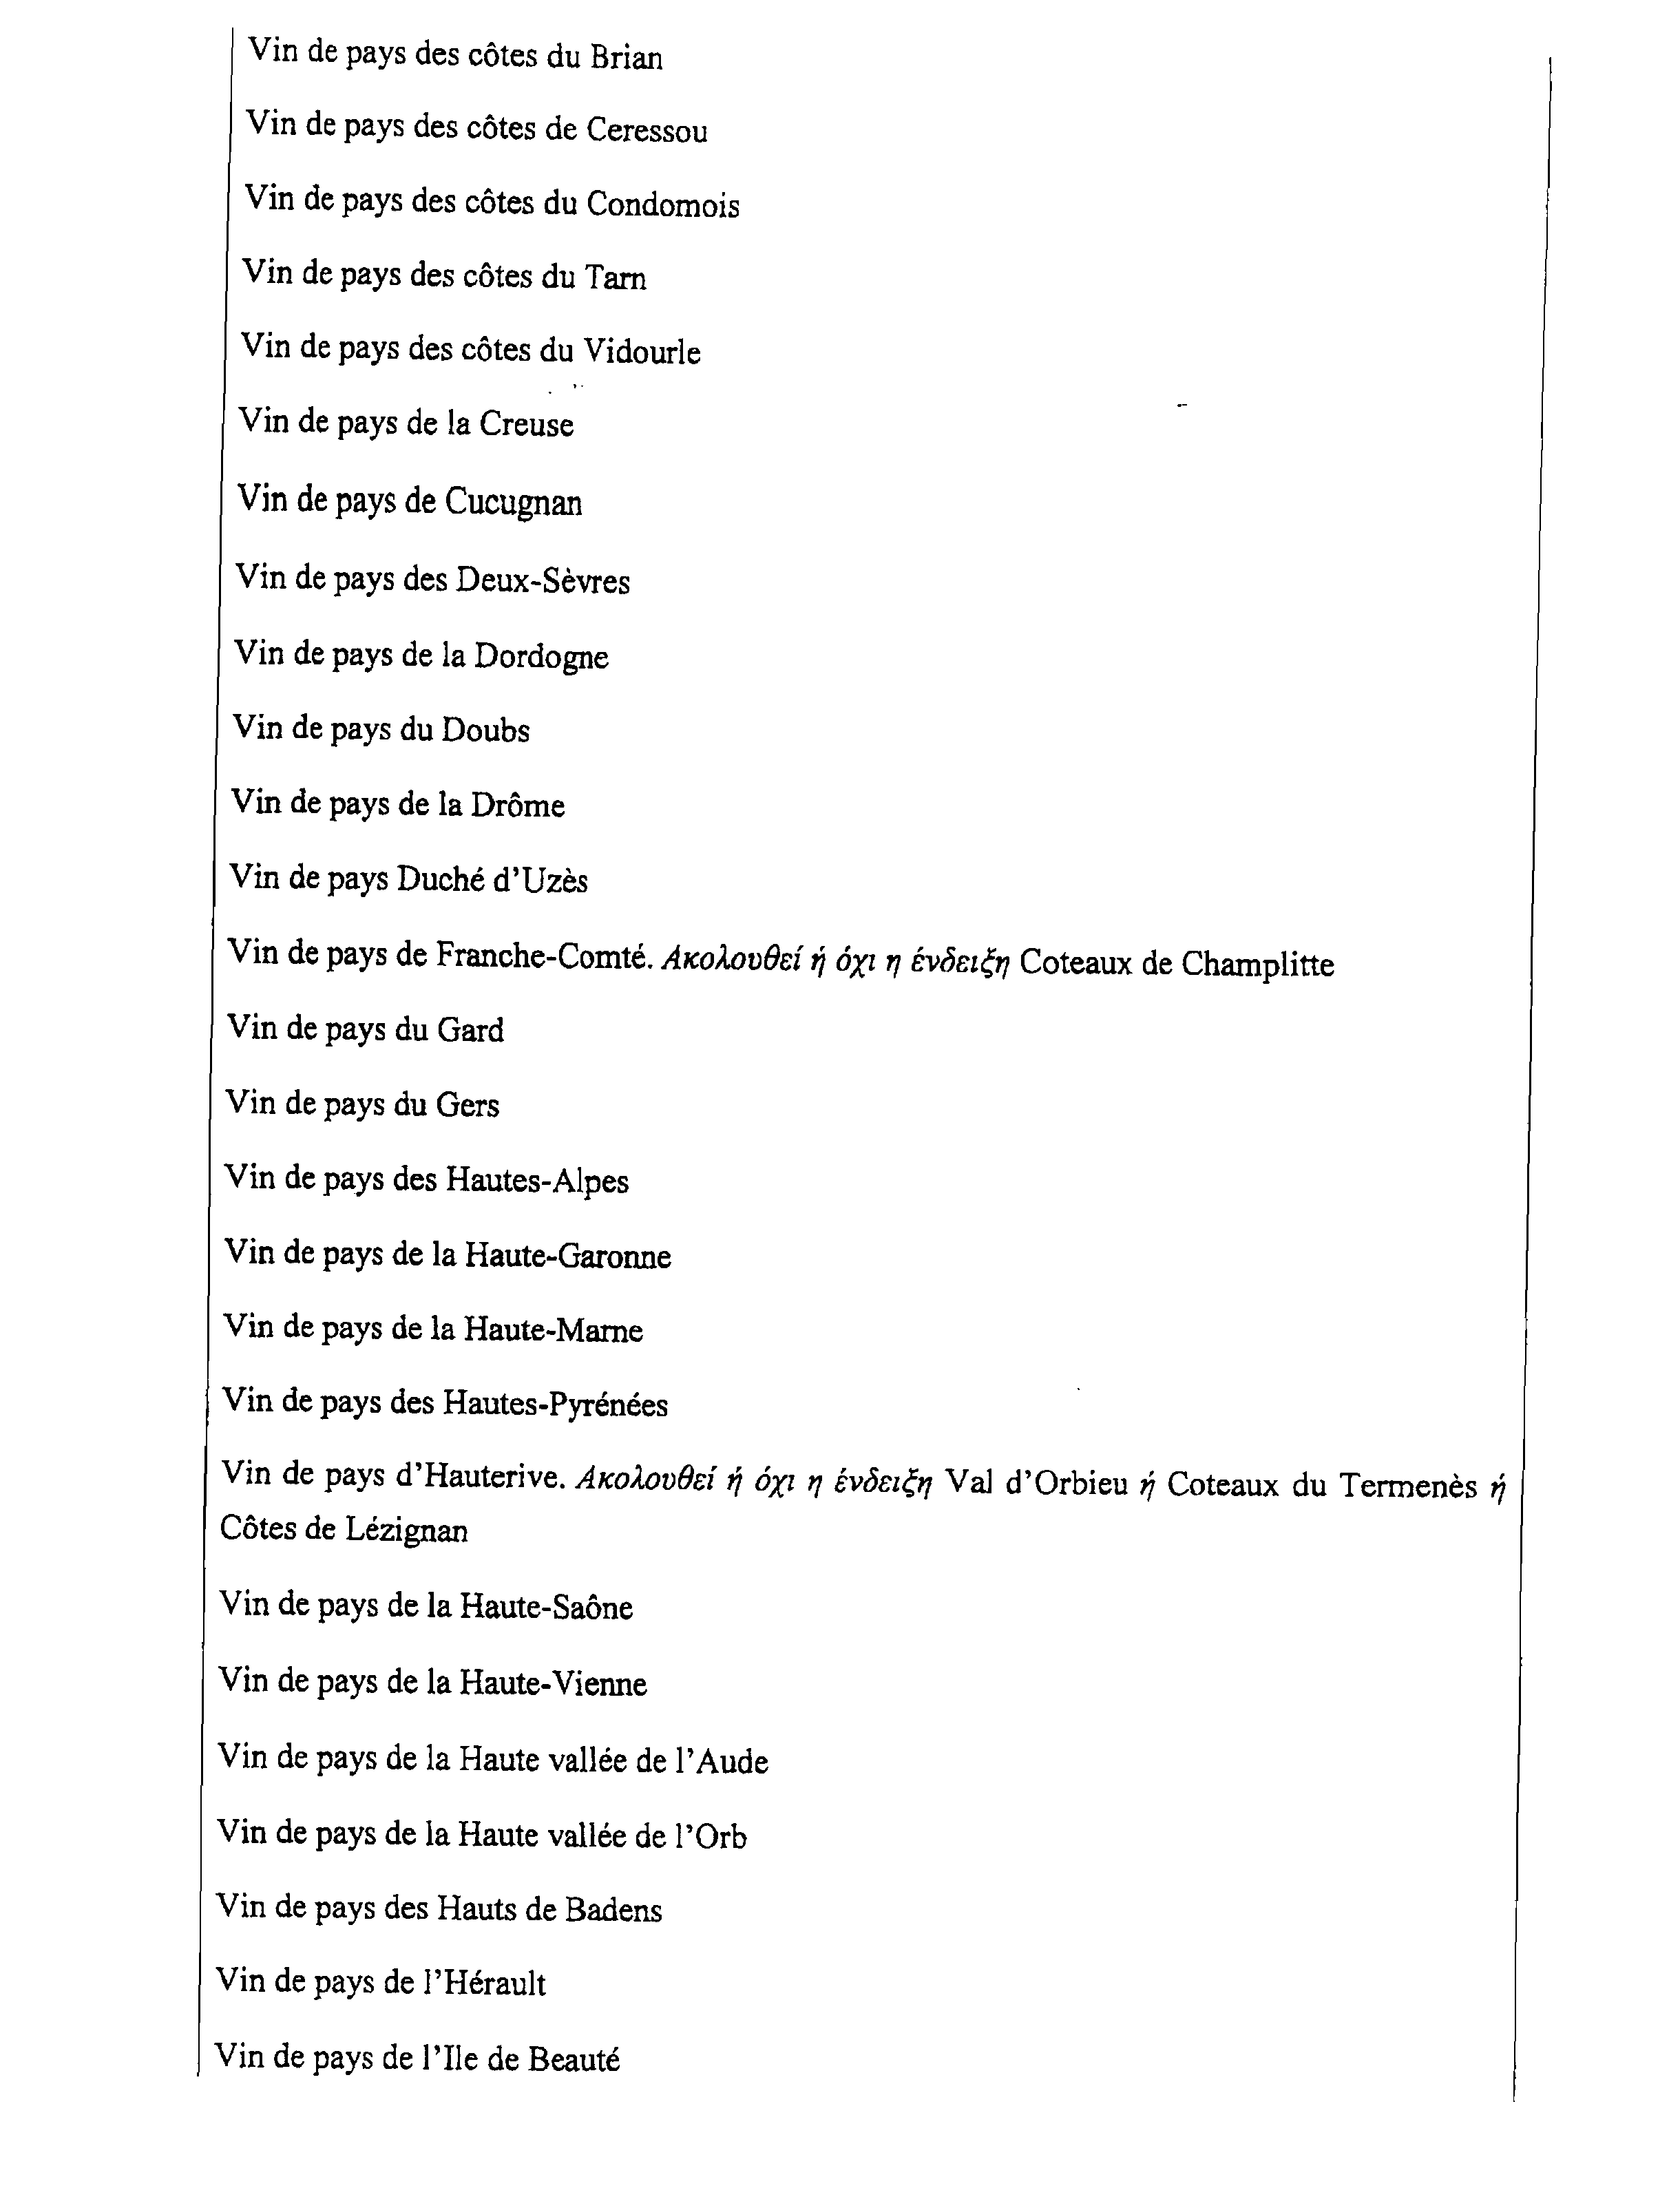 Vin de pays des côtes du Brian
Vin de pays des côtes de Ceressou
Vin de pays des côtes du Condomois
Vin de pays des côtes du Tarn
Vin de pays des côtes du Vidourle
Vin de pays de la Creuse
Vin de pays de Cucugnan
Vin de pays des Deux-Sèvres
Vin de pays de la Dordogne
Vin de pays du Doubs
Vin de pays de la Drôme
Vin de pays Duché d’Uzès
Vin de pays de Franche-Comté. Ακολουθεί ή όχι η ένδειξη Coteaux de Champlitte
Vin de pays du Gard
Vin de pays du Gers
Vin de pays des Hautes-Alpes
Vin de pays de la Haute-Garonne
Vin de pays de la Haute-Marne
Vin de pays des Hautes-Pyrénées
Vin de pays d’Hauterive. Ακολουθεί ή όχι η ένδειξη Val d’Orbieu ή Coteaux du Termenès ή
Côtes de Lézignan
Vin de pays de la Haute-Saône
Vin de pays de la Haute-Vienne
Vin de pays de la Haute vallée de l’Aude
Vin de pays de la Haute vallée de l’Orb
Vin de pays des Hauts de Badens
Vin de pays de l’Hérault
Vin de pays de l’Ile de Beauté